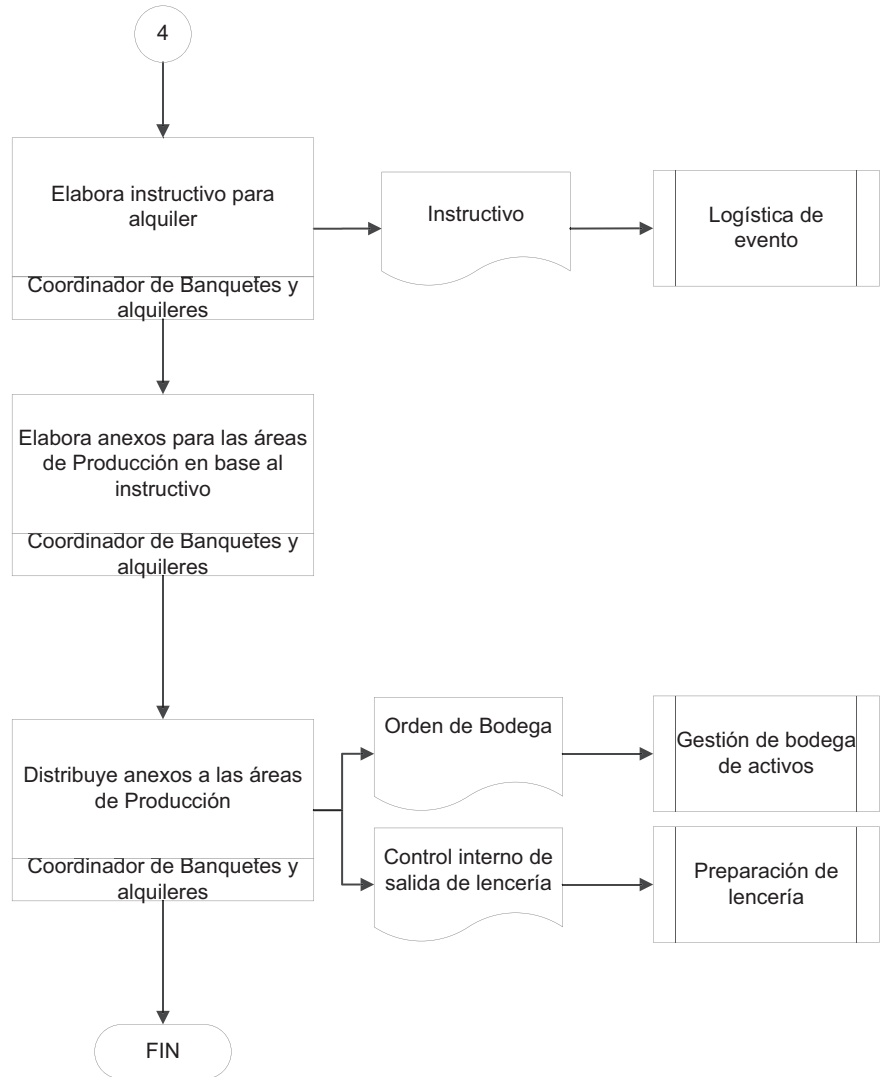 4
Elabora instructivo para
alquiler
Coordinador de Banquetes y
alquileres
Instructivo
Logística de
evento
Elabora anexos para las áreas
de Producción en base al
instructivo
Coordinador de Banquetes y
alquileres
Distribuye anexos a las áreas
de Producción
Coordinador de Banquetes y
alquileres
Orden de Bodega
Gestión de bodega
de activos
Control interno de
salida de lencería
Preparación de
lencería
FIN